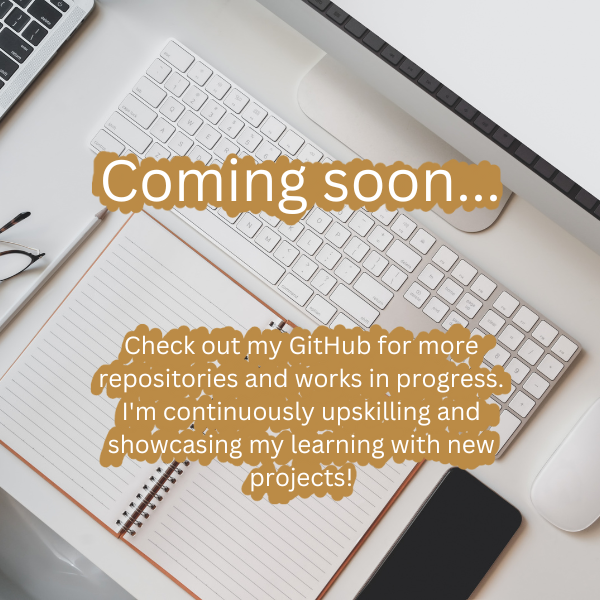 Coming soon...
Check out my GitHub for more
repositories and works in progress.
I'm continuously upskilling and
showcasing my learning with new
projects!